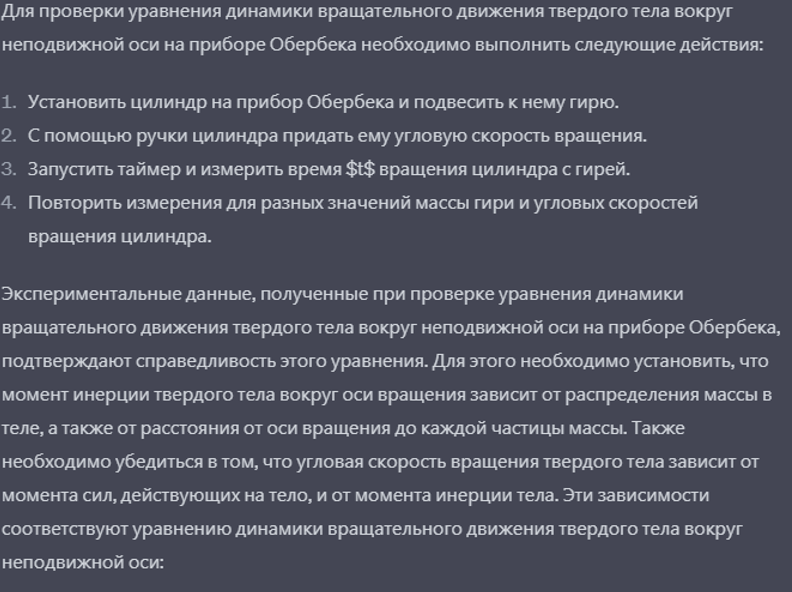 Для проверки уравнения динамики вращательного движения твердого тела вокруг
неподвижной оси на приборе Обербека необходимо выполнить следующие действия:
1. Установить цилиндр на прибор Обербека и подвесить к нему гирю.
2. С помощью ручки цилиндра придать ему угловую скорость вращения.
3. Запустить таймер и измерить время $t$ вращения цилиндра с гирей.
4. Повторить измерения для разных значений массы гири и угловых скоростей
вращения цилиндра.
Экспериментальные данные, полученные при проверке уравнения динамики
вращательного движения твердого тела вокруг неподвижной оси на приборе Обербека,
подтверждают справедливость этого уравнения. Для этого необходимо установить, что
момент инерции твердого тела вокруг оси вращения зависит от распределения массы в
теле, а также от расстояния от оси вращения до каждой частицы массы. Также
необходимо убедиться в том, что угловая скорость вращения твердого тела зависит от
момента сил, действующих на тело, и от момента инерции тела. Эти зависимости
соответствуют уравнению динамики вращательного движения твердого тела вокруг
неподвижной оси: